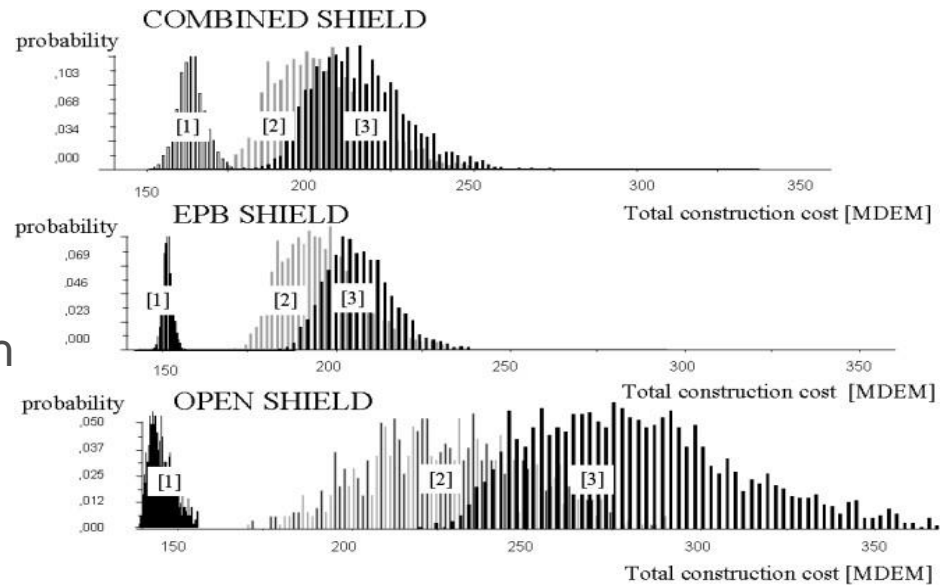 COMBINED SHIELD
probability
,103
,068
,034
,000
[1] [2] [3]
150 200 250 300 350
Total construction cost [MDEM]
EPB SHIELD
probability
,069
,046
,023
,000
[1] [2] [3]
150 200 250 300 350
n
Total construction cost [MDEM]
OPEN SHIELD
probability
,050
,037
,025
,012
,000
[1] [2] [3]
150 200 250 300 350
Total construction cost [MDEM]